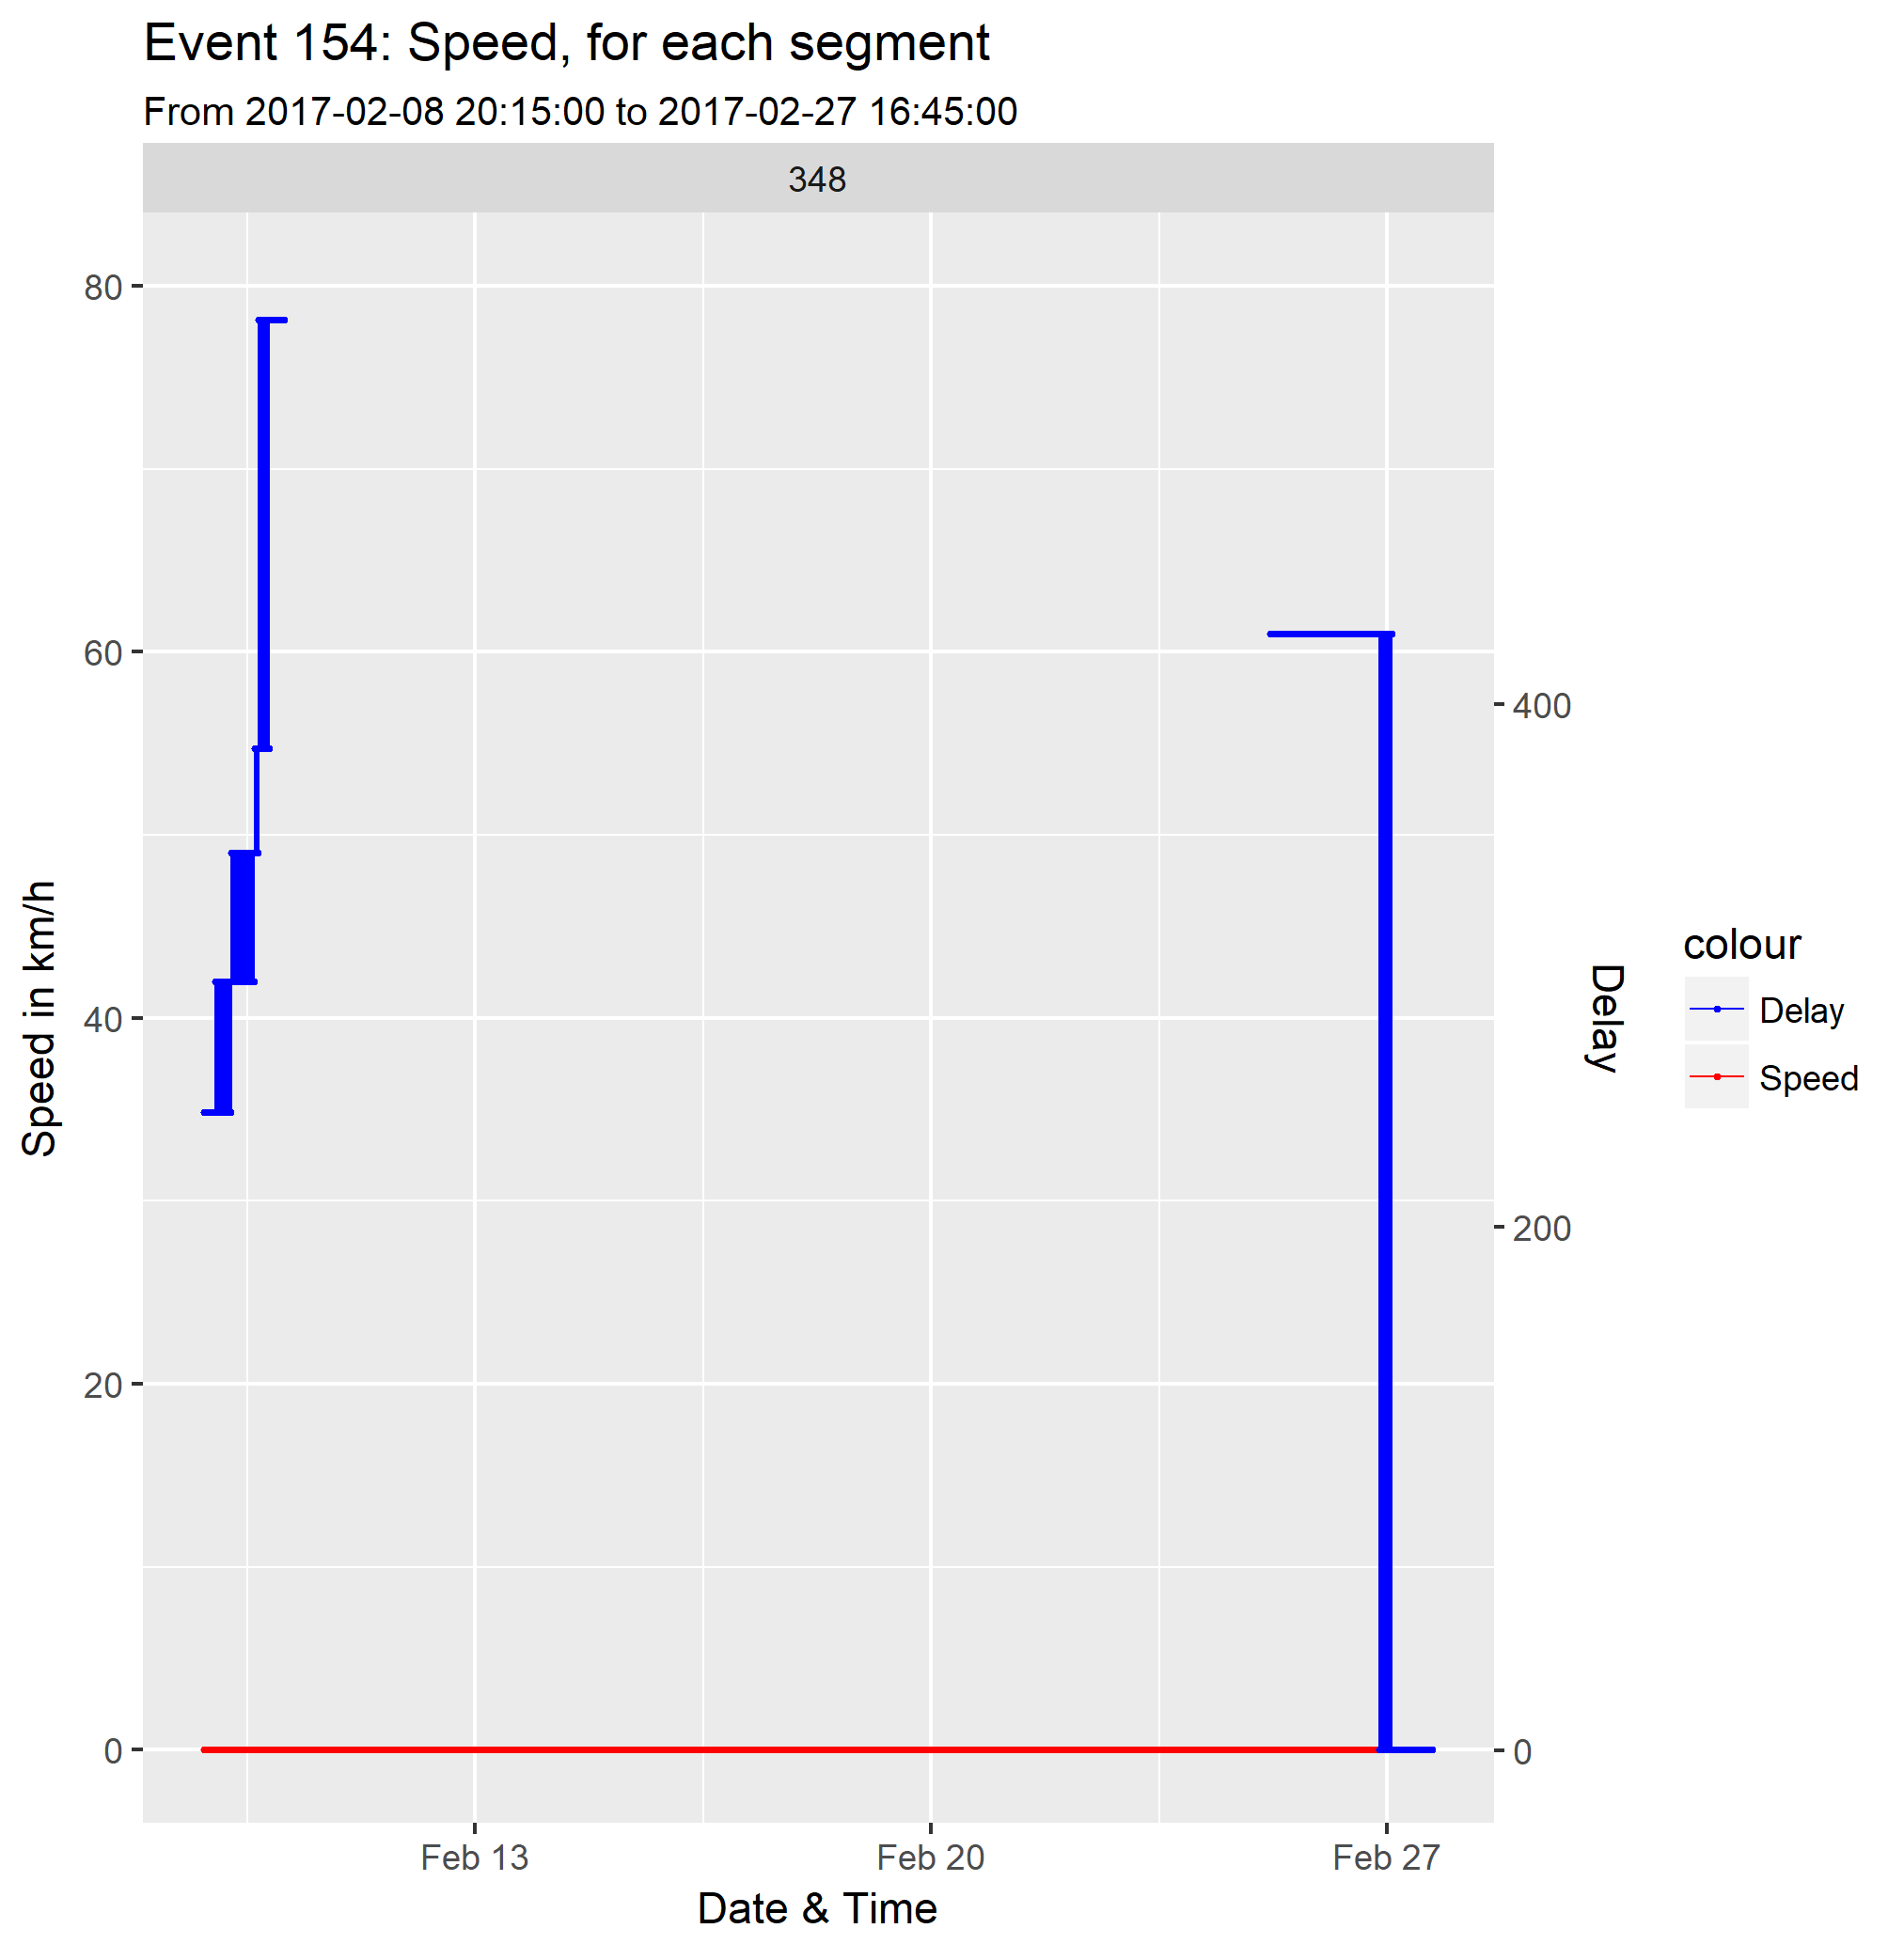 Event 154: Speed, for each segment
From 2017-02-08 20:15:00 to 2017-02-27 16:45:00
348
80
60
40
20
0
Speed in km/h
400
200
0
Delay
colour
Delay
Speed
Feb 13
Feb 20
Feb 27
Date & Time